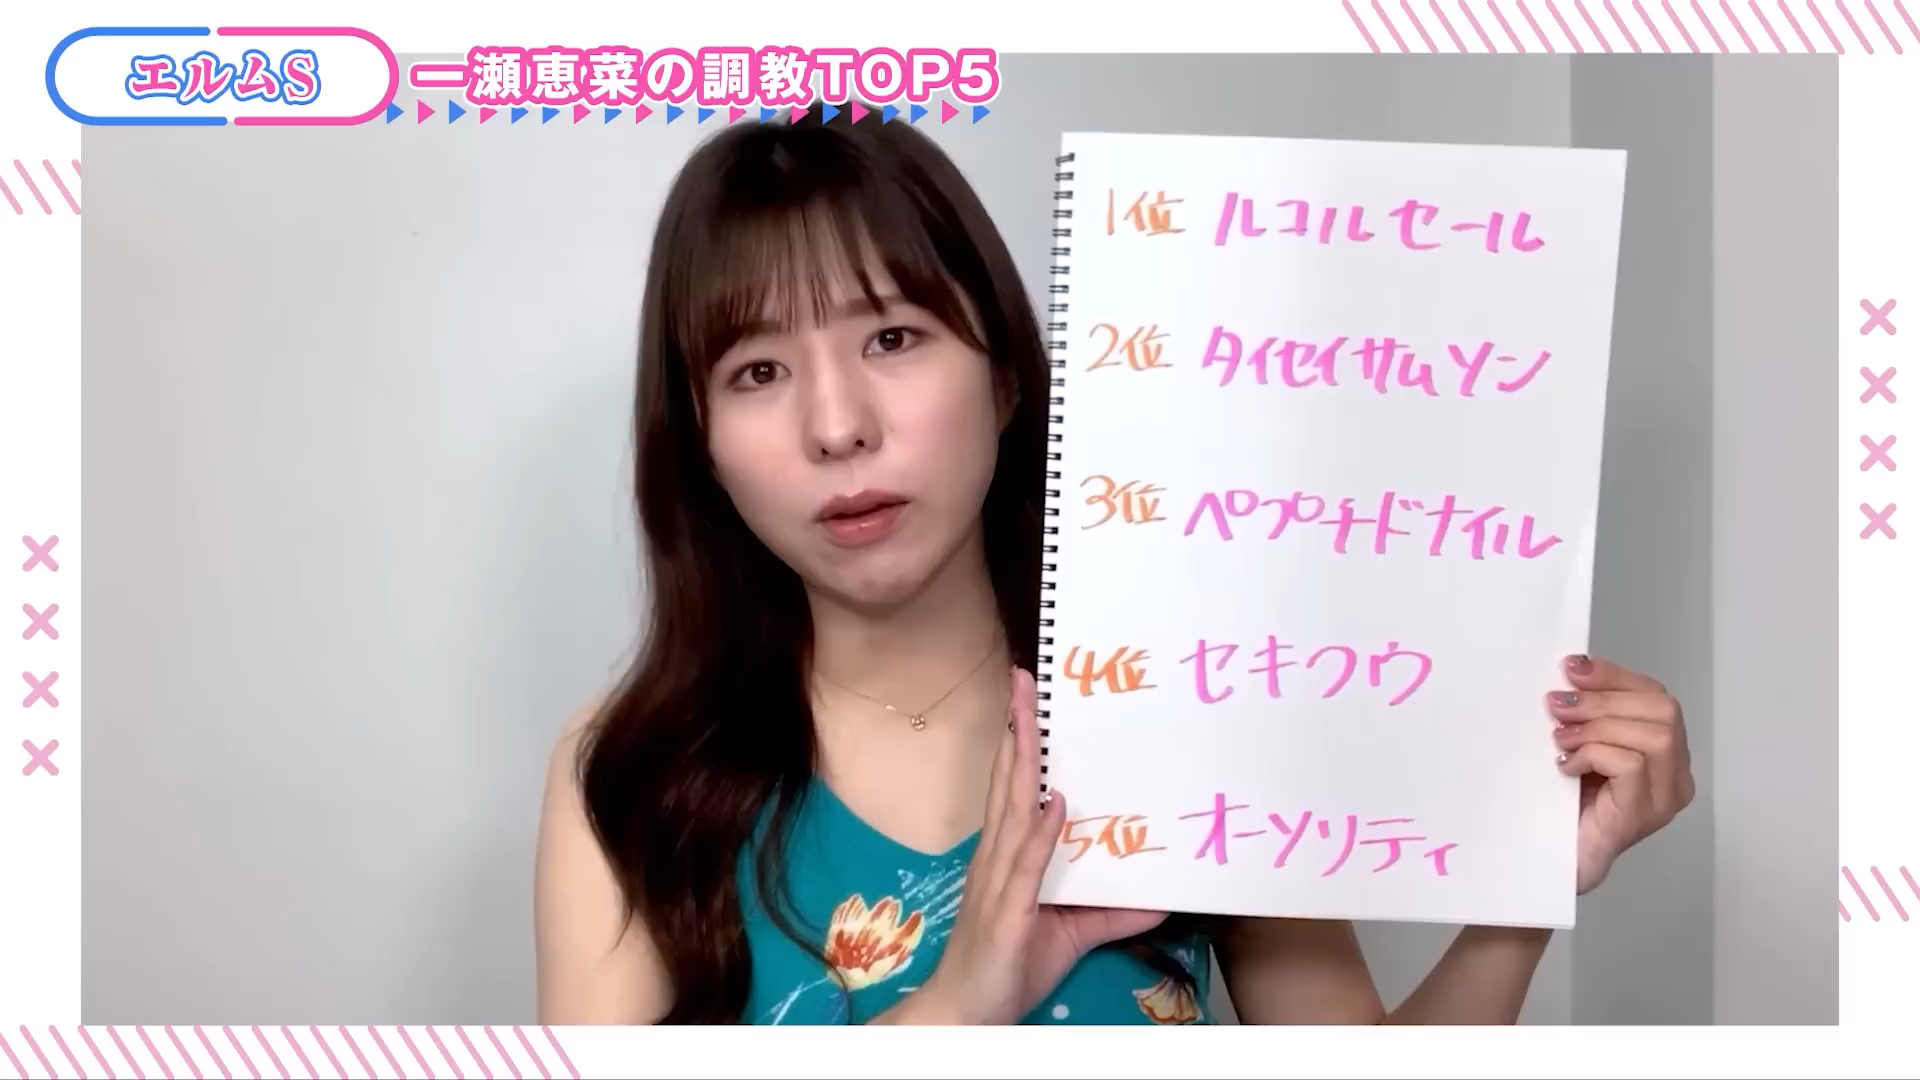 エルムS
一瀬恵菜の調教TOP5
1位 ルコルセール
2位 タイセイサムソン
3位 ペプチドナイル
4位 セキフウ
5位 オーソリティ